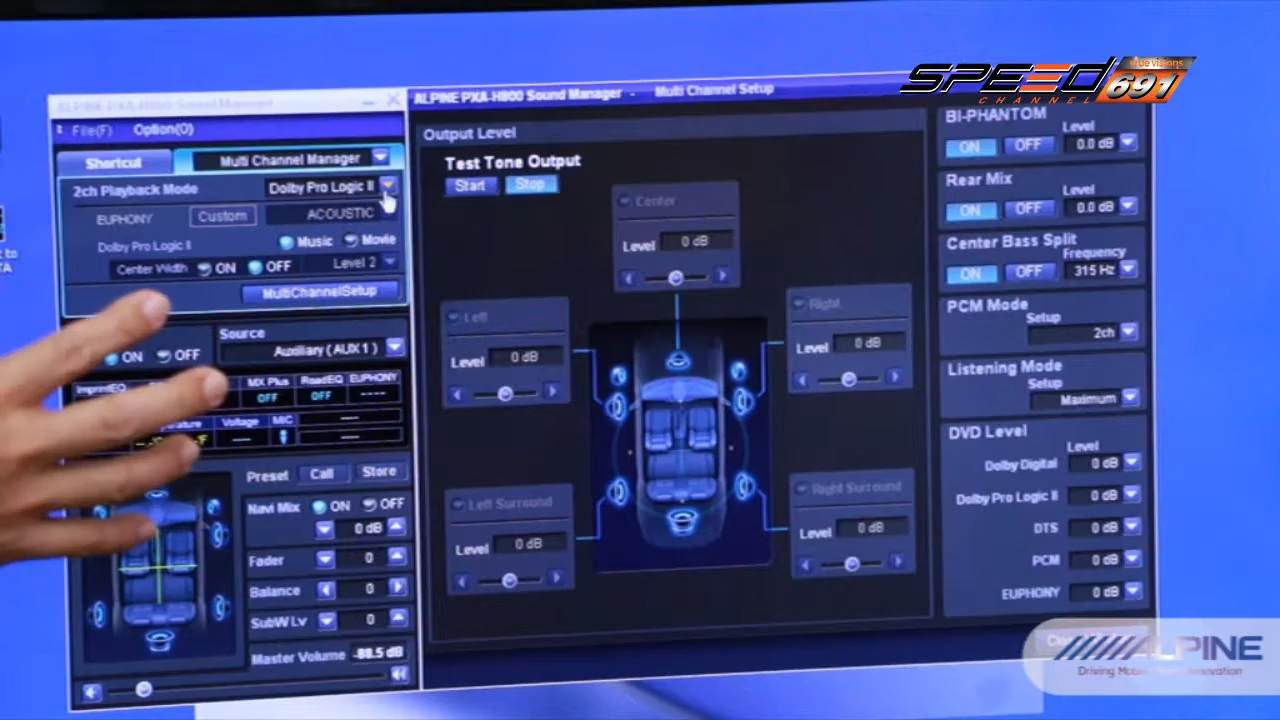 SPEED
CHANNEL
true visions
691
ALPINE PXA-H800 Sound Manager
File(F) Option(O)
Shortcut
Multi Channel Manager
2ch Playback Mode
Dolby Pro Logic II
EUPHONY
Custom
ACOUSTIC
Dolby Pro Logic II
Music
Movie
Center Width
ON
OFF
Level 2
MultiChannelSetup
ON
OFF
Source
Auxiliary ( AUX 1 )
ImprintEQ
MX Plus
RoadEQ
EUPHONY
OFF
OFF
----
Voltage
MIC
----
----
----
Preset
Call
Store
Navi Mix
ON
OFF
0 dB
Fader
0
Balance
0
SubW Lv
0
Master Volume
-88.5 dB
ALPINE PXA-H800 Sound Manager - Multi Channel Setup
Output Level
Test Tone Output
Start
Stop
Center
Level
0 dB
Left
Level
0 dB
Right
Level
0 dB
Left Surround
Level
0 dB
Right Surround
Level
0 dB
BI-PHANTOM
Level
ON
OFF
0.0 dB
Rear Mix
Level
ON
OFF
0.0 dB
Center Bass Split
Frequency
ON
OFF
315 Hz
PCM Mode
Setup
2ch
Listening Mode
Setup
Maximum
DVD Level
Level
Dolby Digital
0 dB
Dolby Pro Logic II
0 dB
DTS
0 dB
PCM
0 dB
EUPHONY
0 dB
ALPINE
Driving Mobile Media Innovation